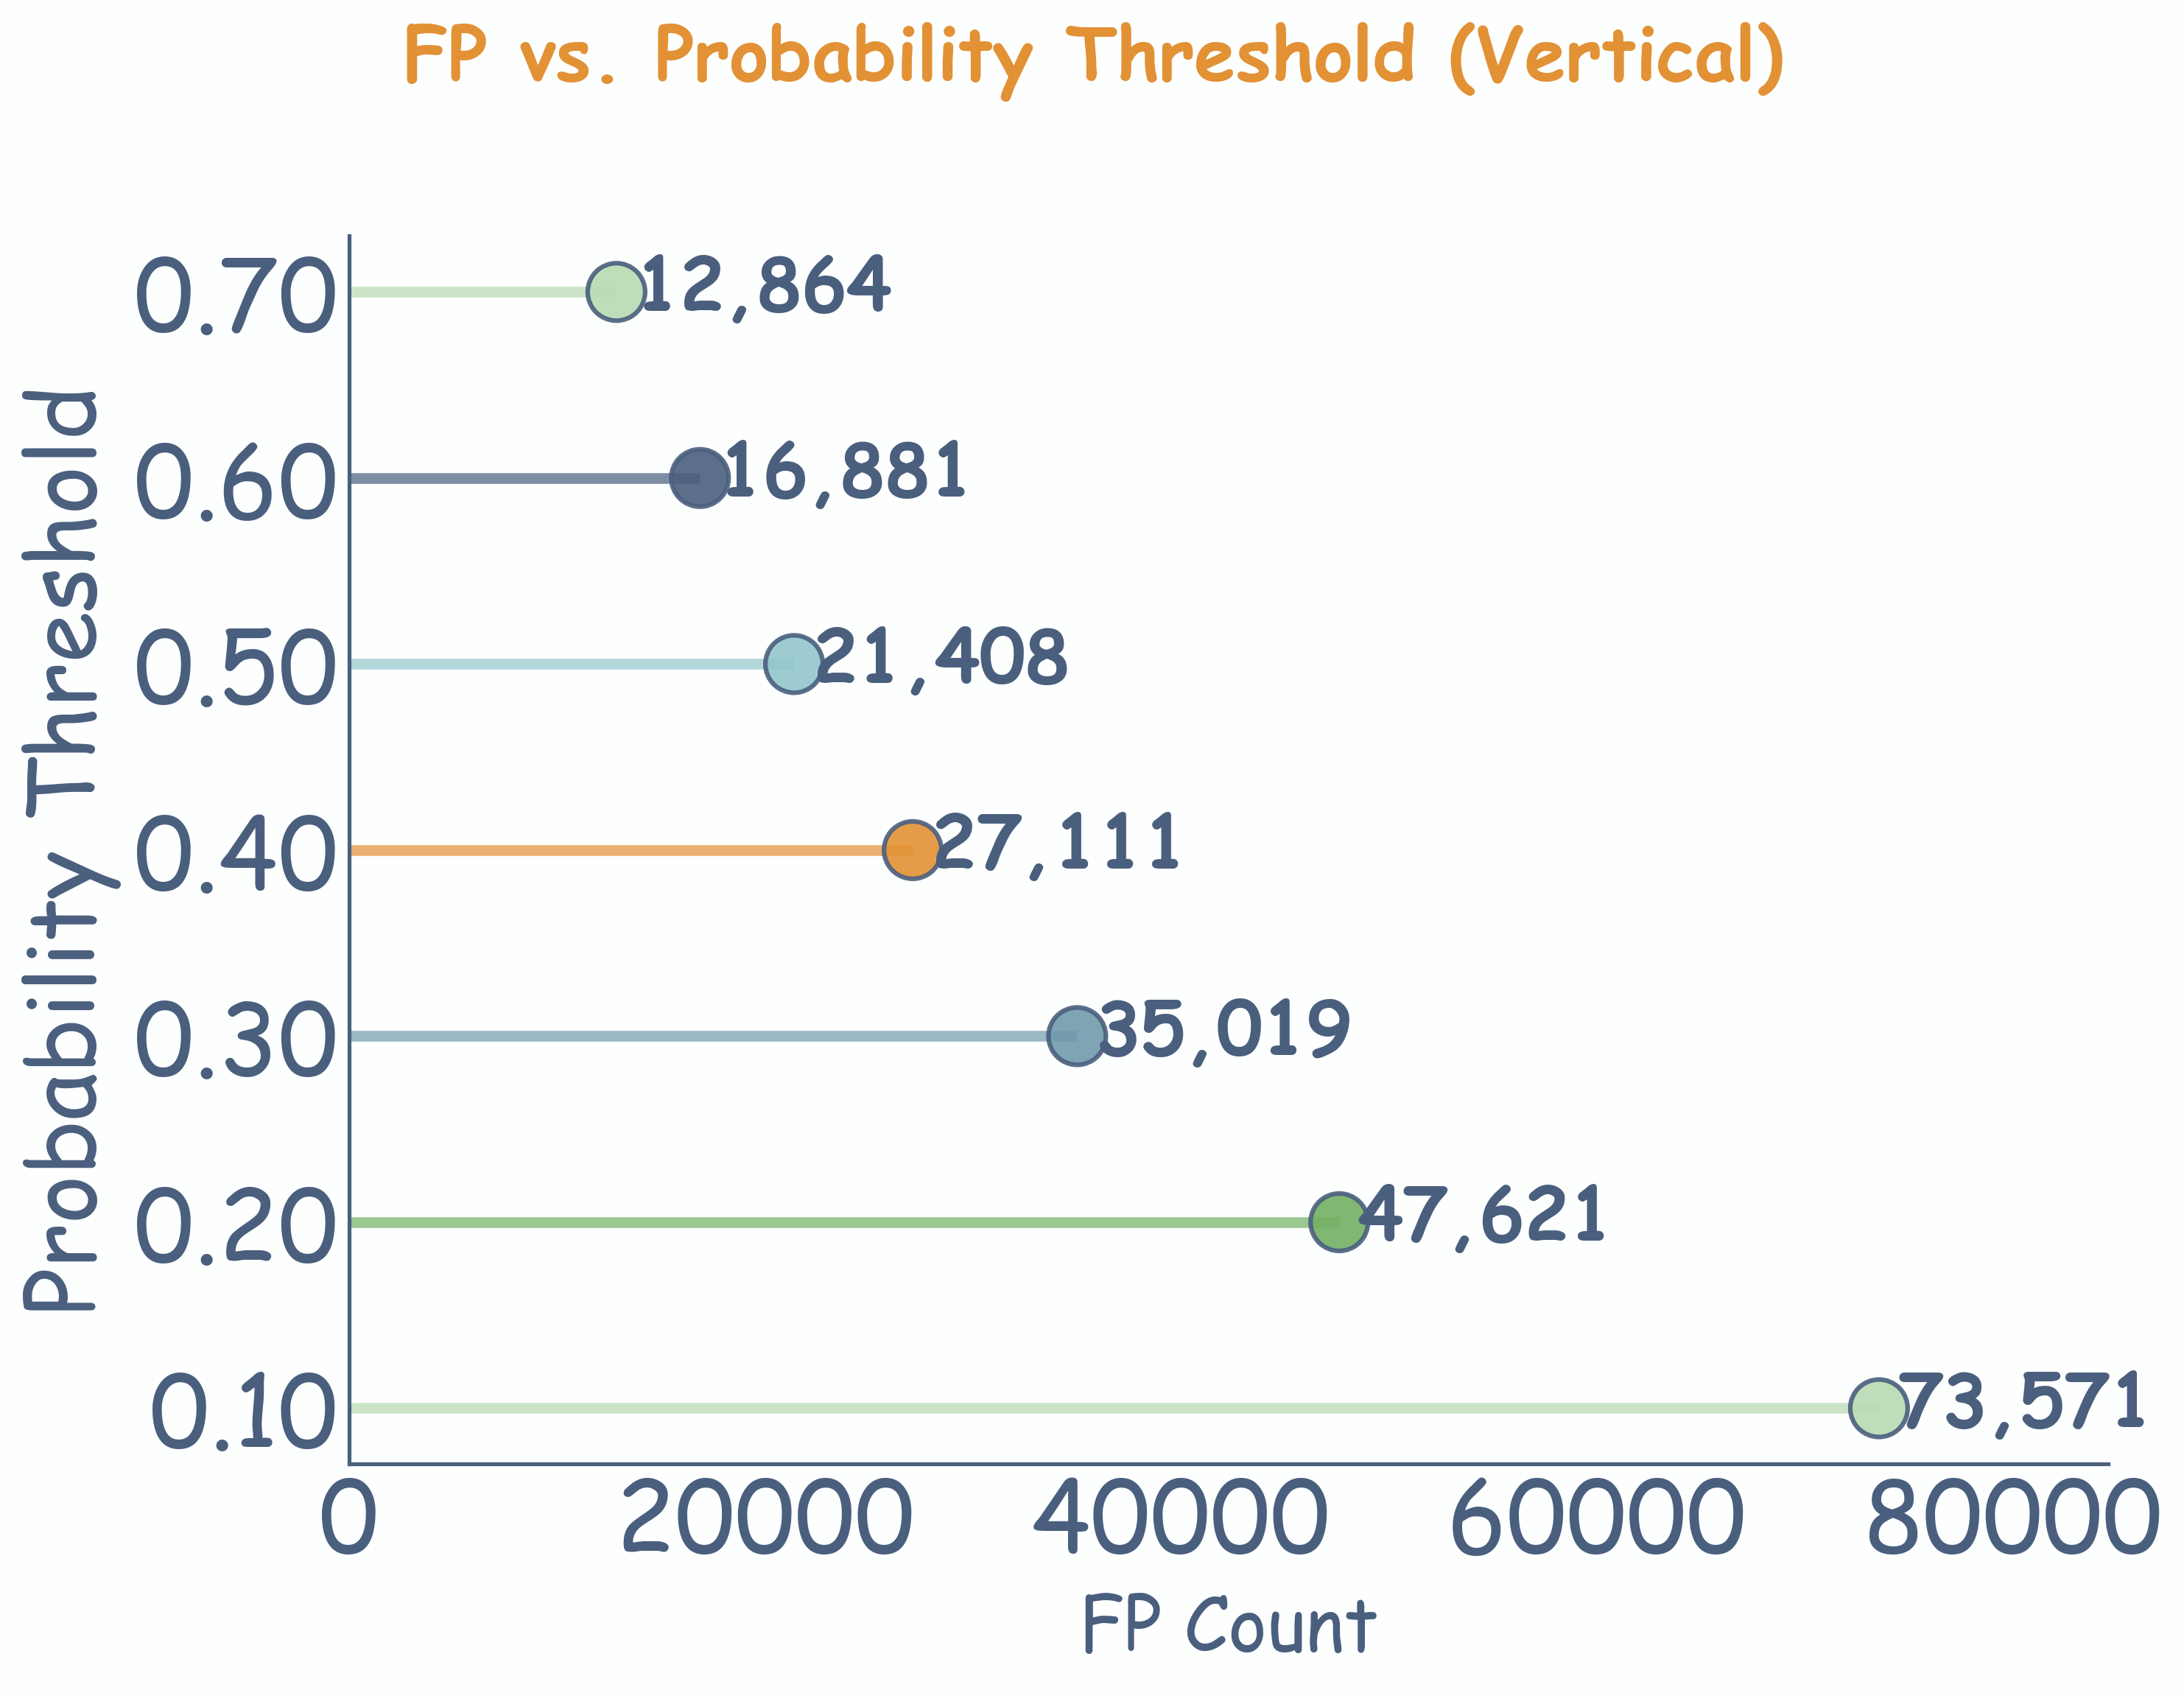 FP vs. Probability Threshold (Vertical)
Probability Threshold
0.70 12,864
0.60 16,881
0.50 21,408
0.40 27,111
0.30 35,019
0.20 47,621
0.10 73,571
0 20000 40000 60000 80000
FP Count